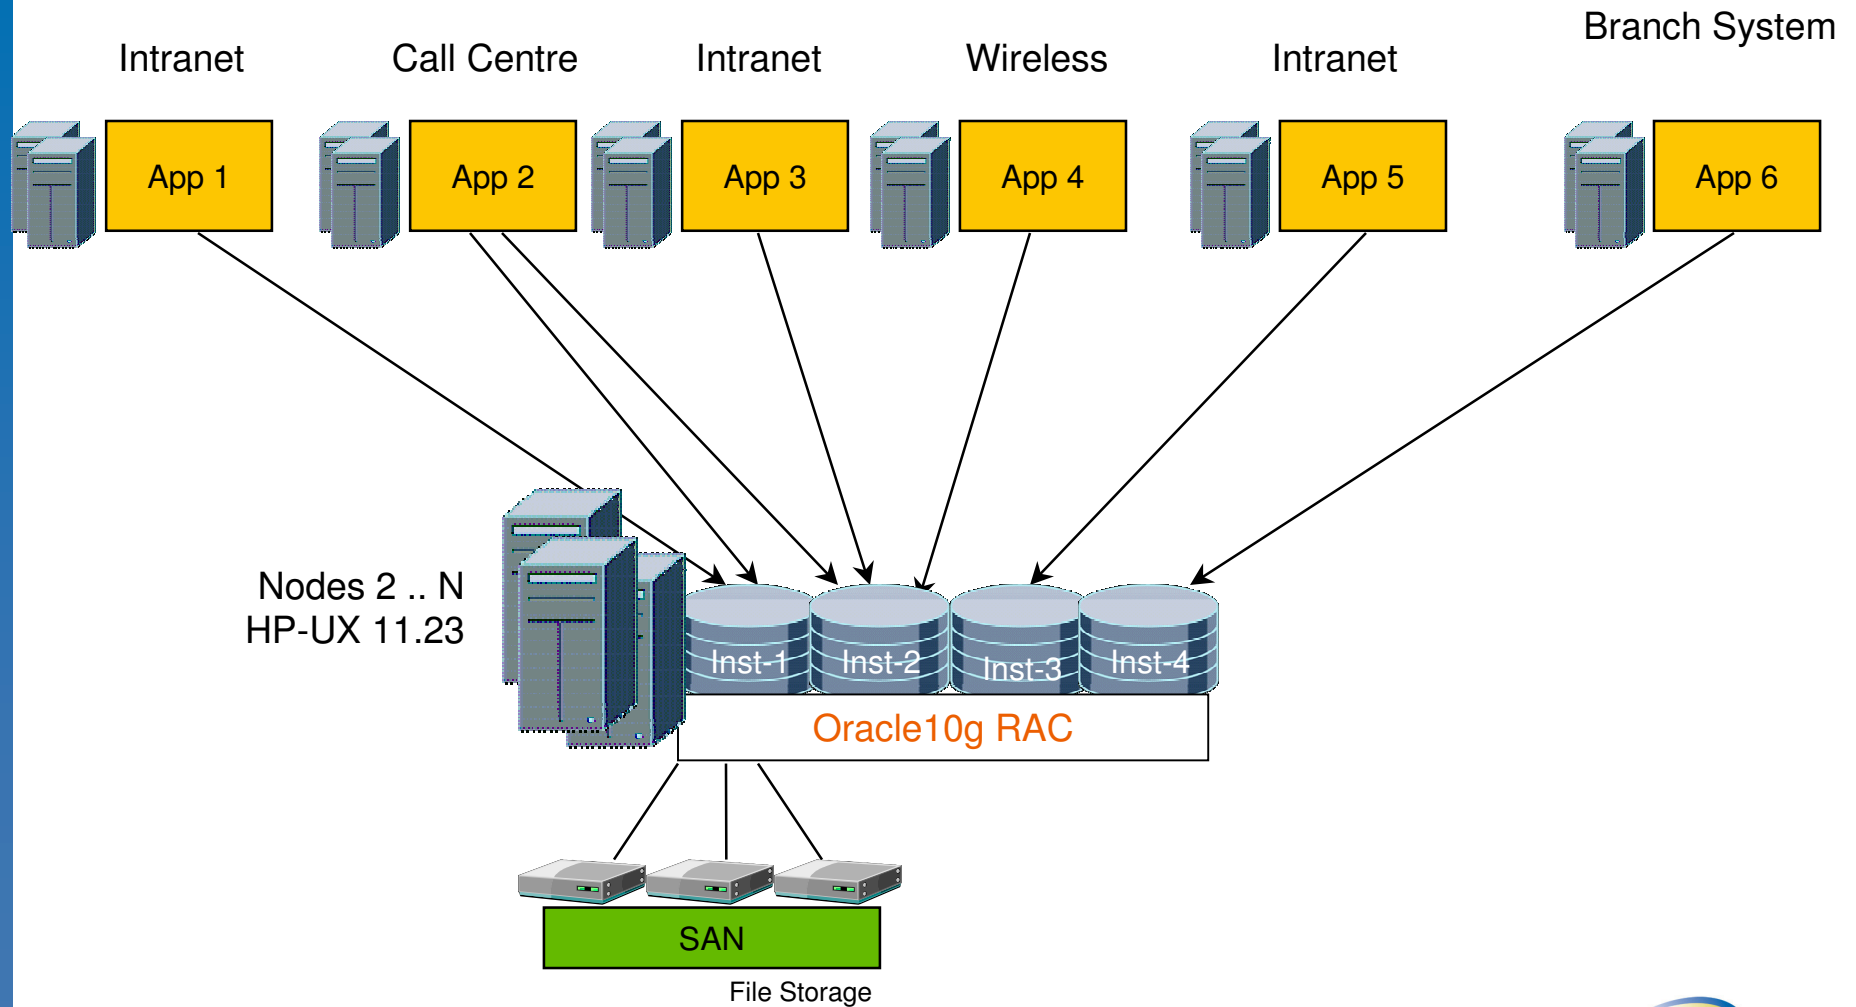 Branch System
Intranet
Call Centre
Intranet
Wireless
Intranet
App 1
App 2
App 3
App 4
App 5
App 6
Nodes 2 .. N
HP-UX 11.23
Inst-1
Inst-2
Inst-3
Inst-4
Oracle10g RAC
SAN
File Storage